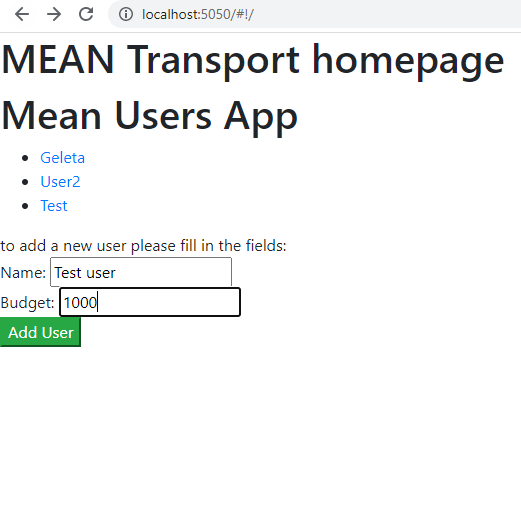 localhost:5050/#!/
MEAN Transport homepage
Mean Users App
Geleta
User2
Test
to add a new user please fill in the fields:
Name: Test user
Budget: 1000
Add User